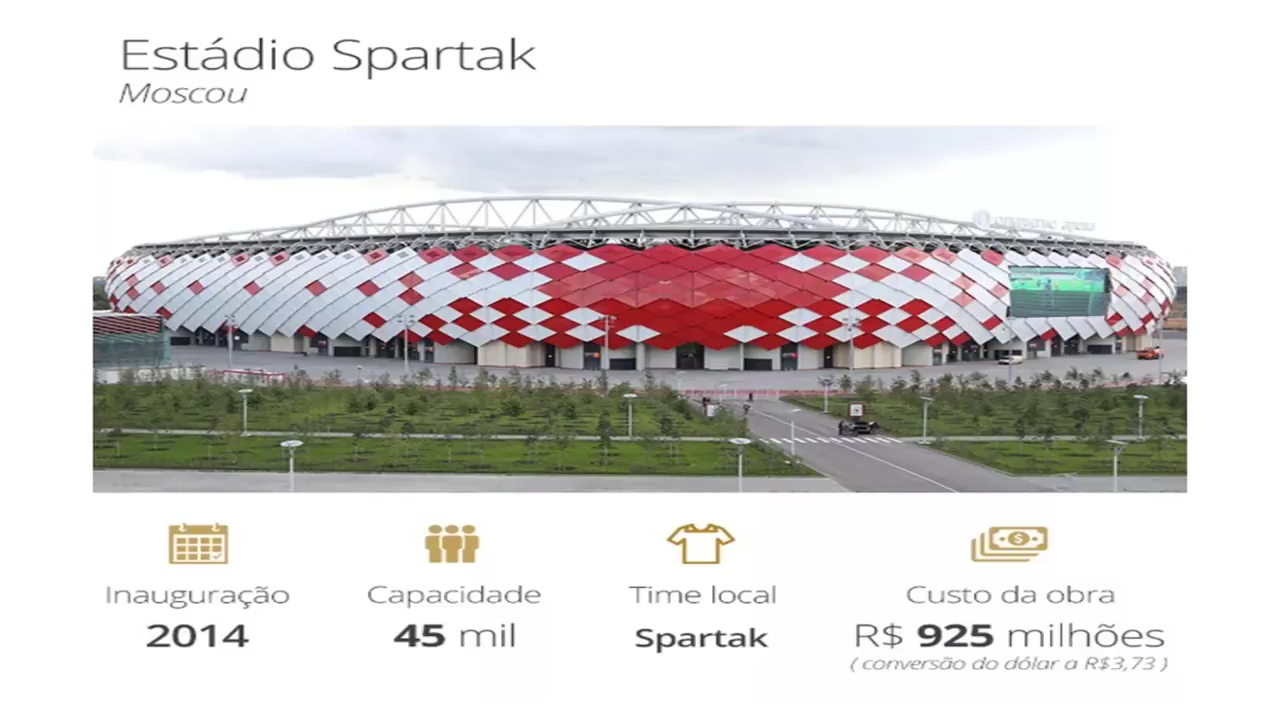 Estádio Spartak
Moscou
Inauguração
2014
Capacidade
45 mil
Time local
Spartak
Custo da obra
R$ 925 milhões
( conversão do dólar a R$3,73 )